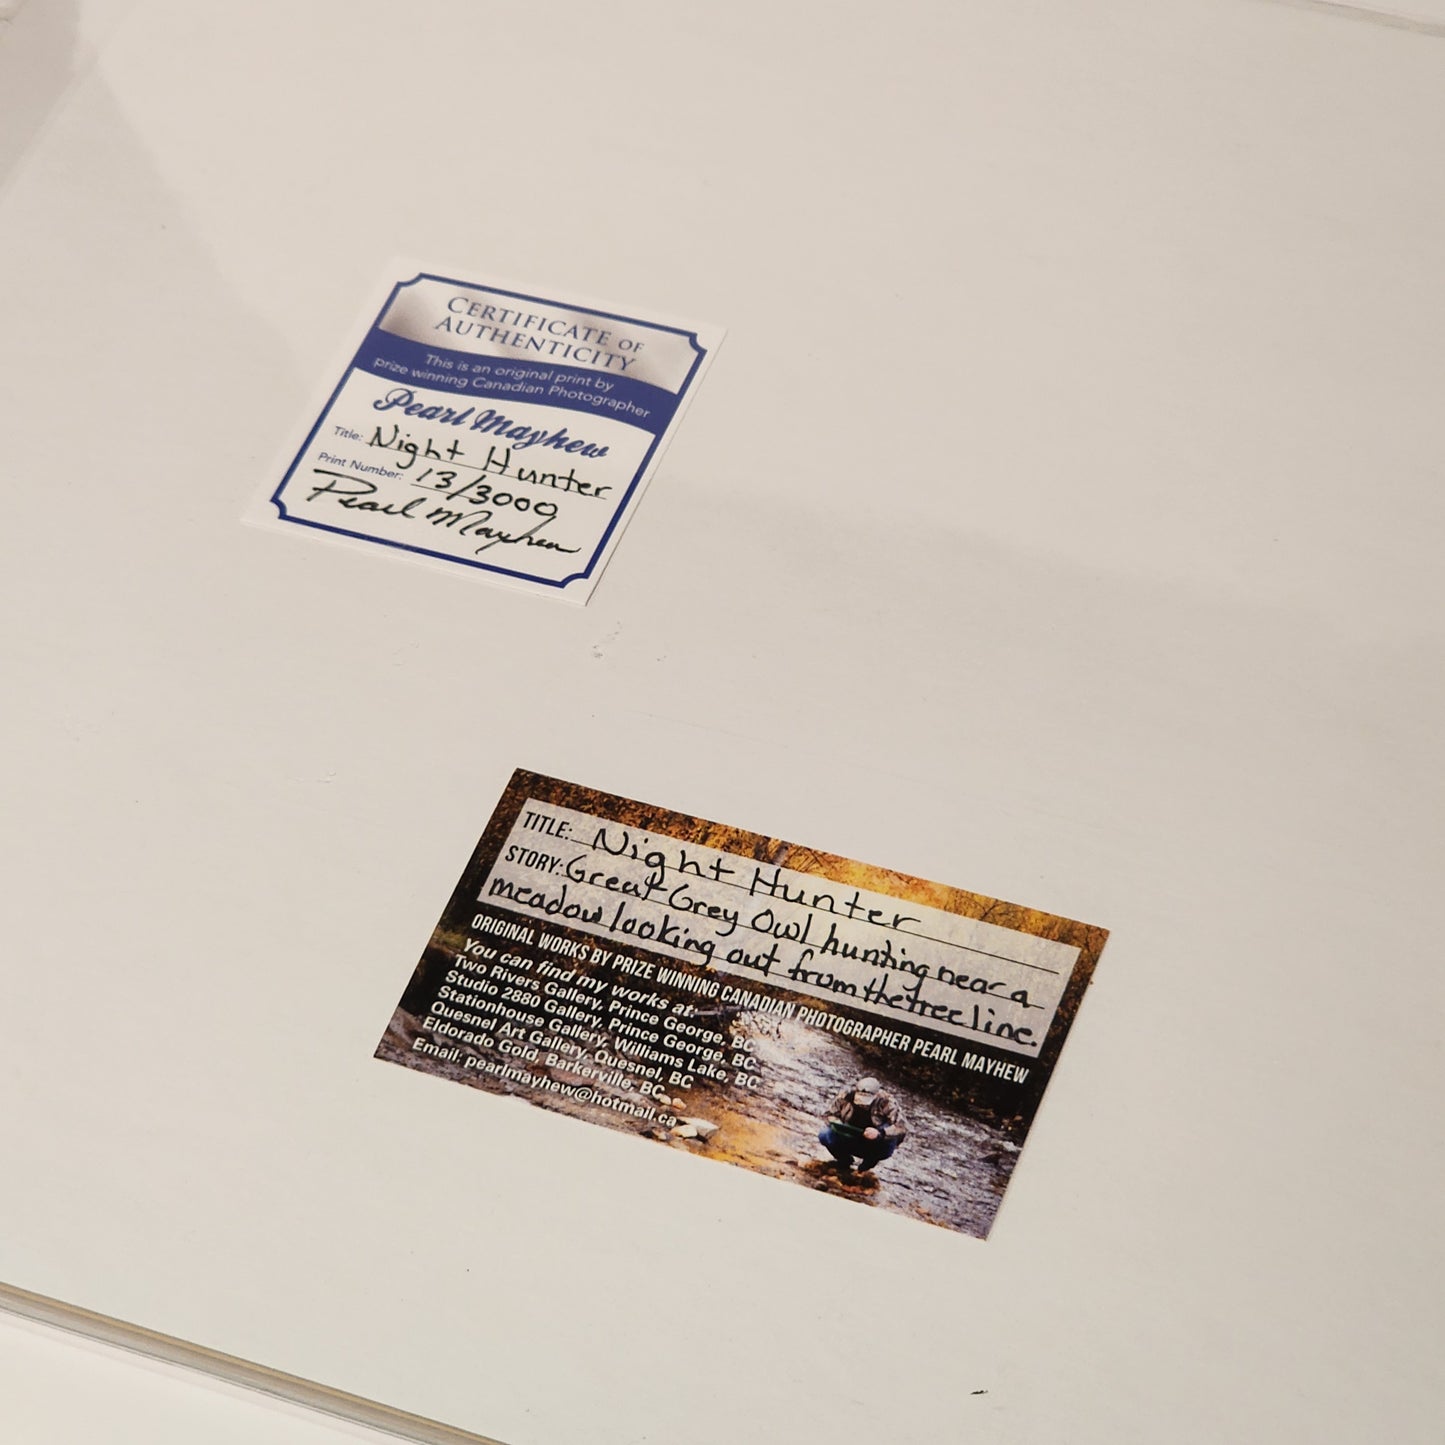 CERTIFICATE OF
AUTHENTICITY
This is an original print by
prize winning Canadian Photographer
Pearl Mayhew
Title: Night Hunter
Print Number: 13/3000
Pearl Mayhew
TITLE: Night Hunter
STORY: Great Grey Owl hunting near a
meadow looking out from the tree line.
ORIGINAL WORKS BY PRIZE WINNING CANADIAN PHOTOGRAPHER PEARL MAYHEW
You can find my works at:
Two Rivers Gallery, Prince George, BC
Studio 2880 Gallery, Prince George, BC
Stationhouse Gallery, Williams Lake, BC
Quesnel Art Gallery, Quesnel, BC
Eldorado Gold, Barkerville, BC
Email: pearlmayhew@hotmail.ca